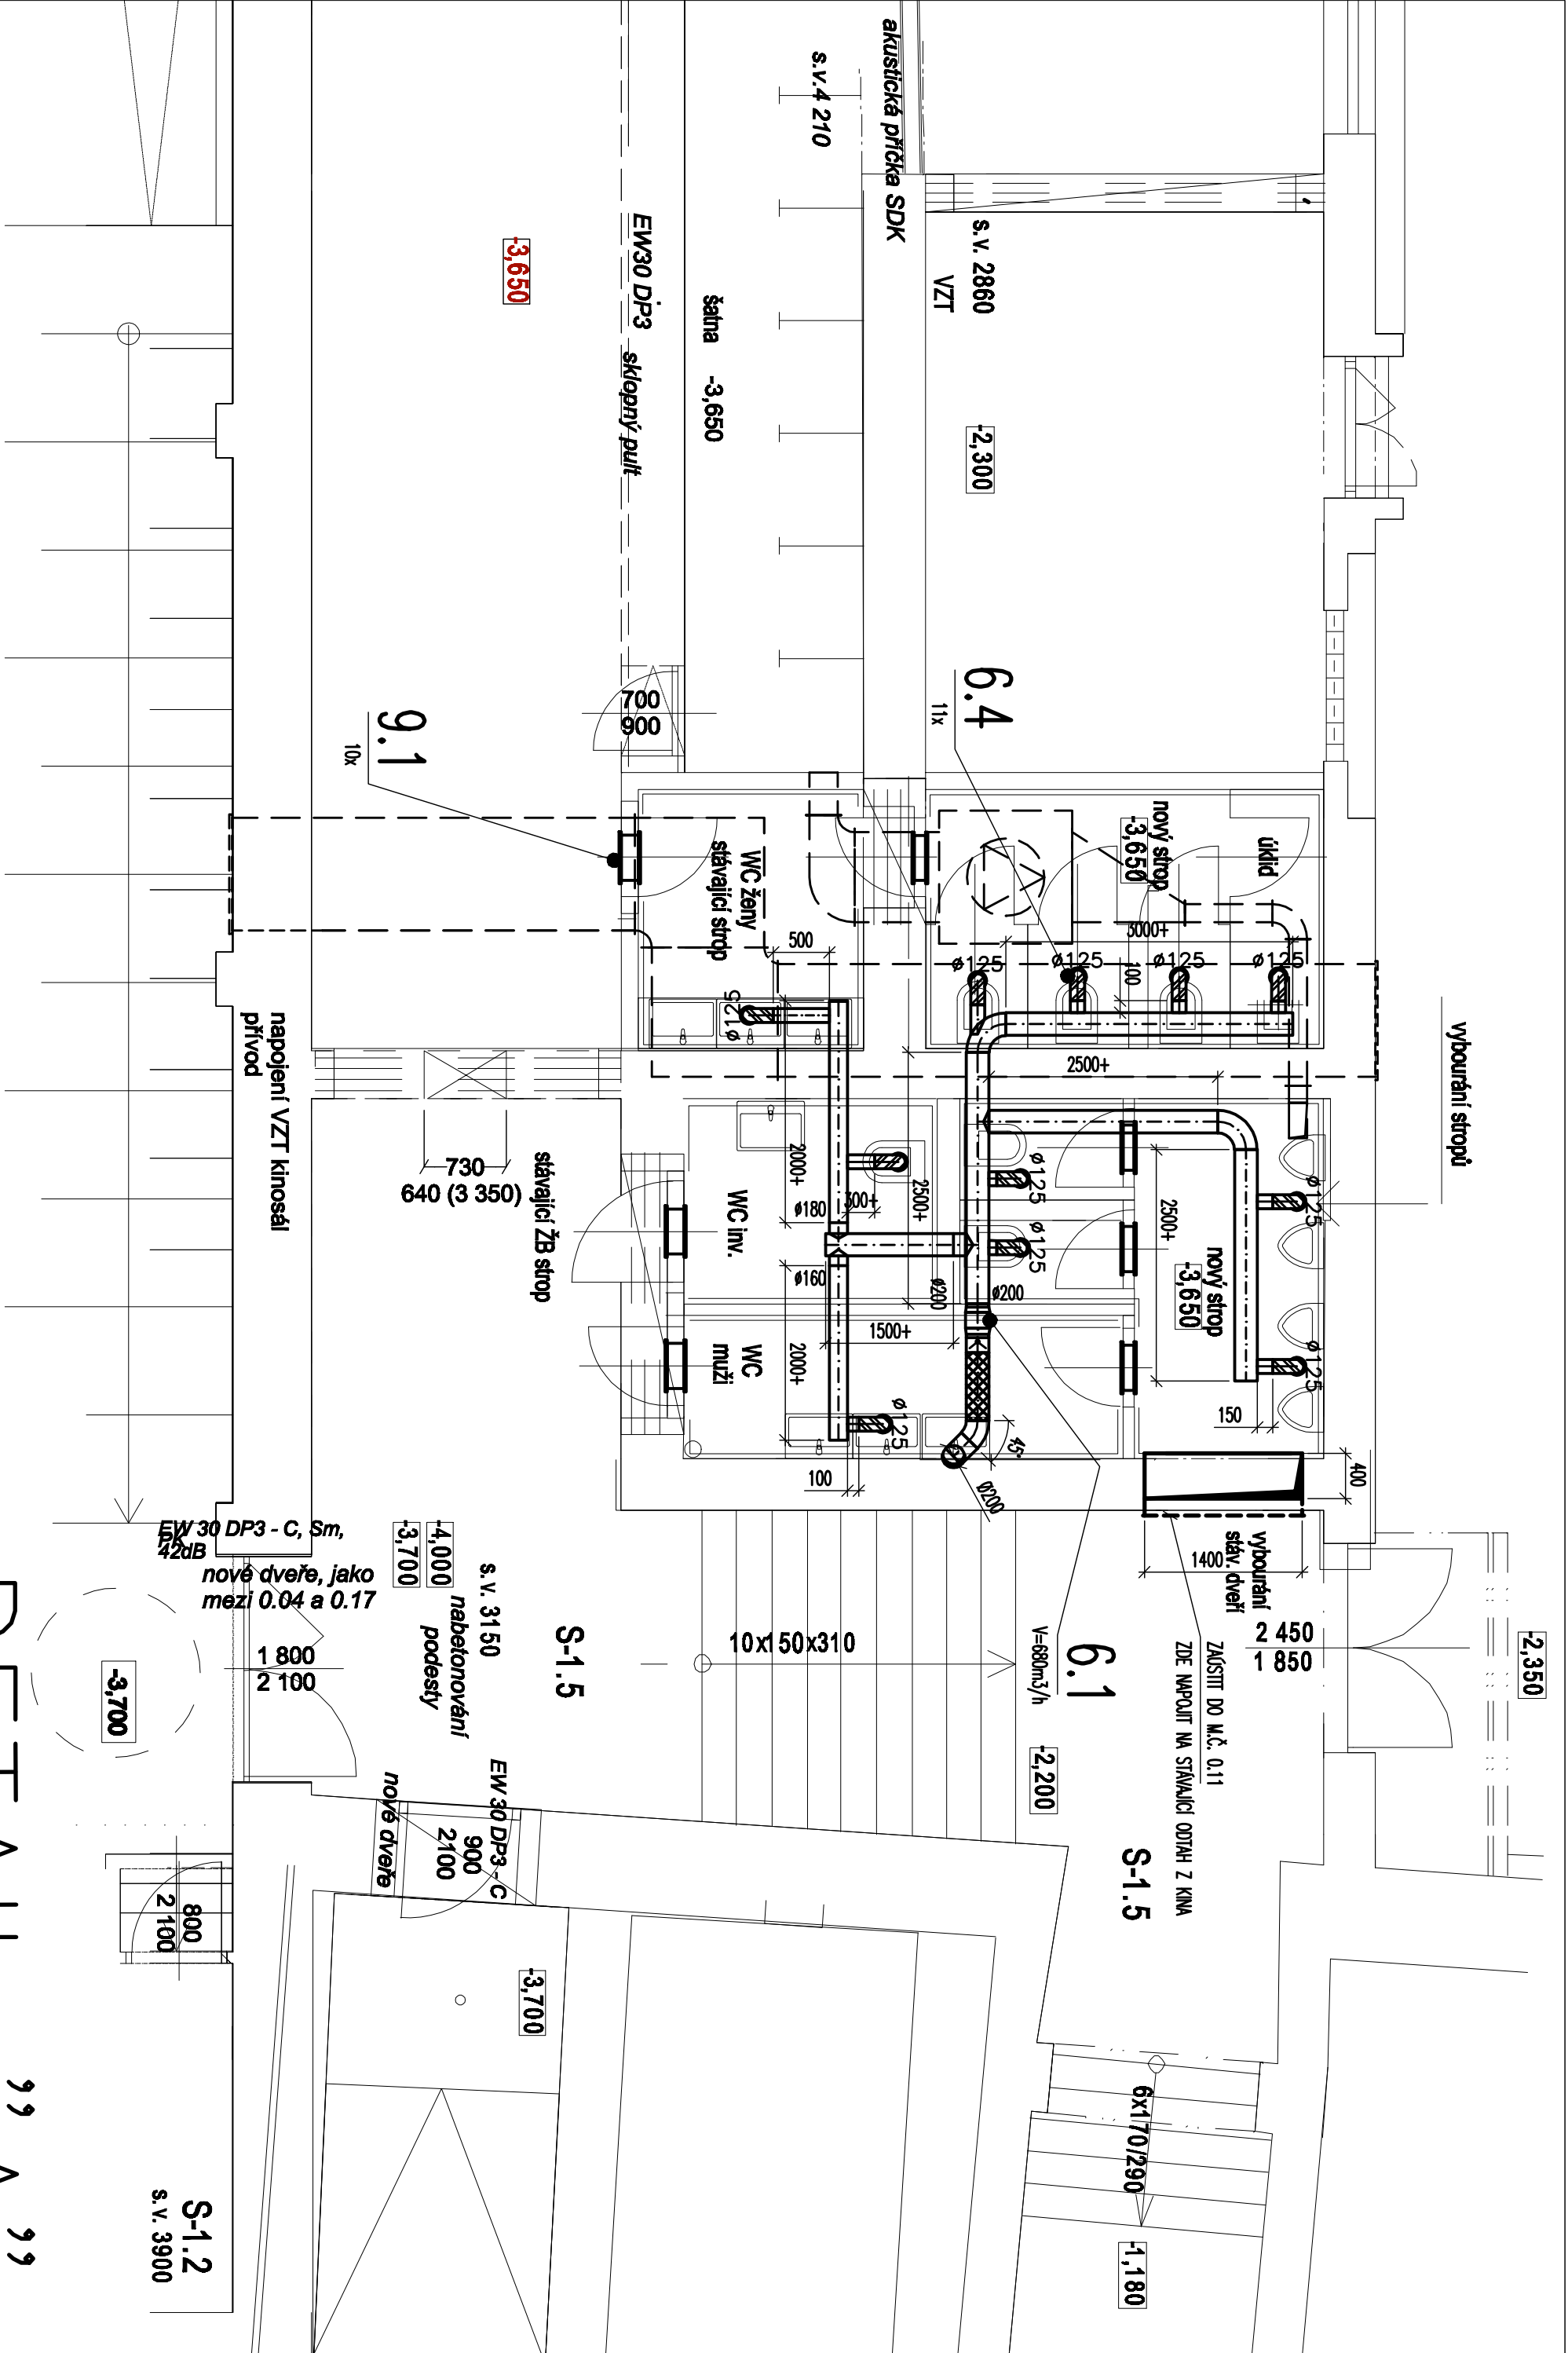 akustická příčka SDK
s.v.4 210
s.v. 2860
VZT
-2,300
EW30 DP3
sklopný pult
šatna -3,650
-3,650
6.4
11x
9.1
10x
700
900
úklid
nový strop
-3,650
WC ženy
stávající strop
500
3000+
100
ø125
ø125
ø125
ø125
ø125
2500+
vybourání stropů
napojení VZT kinosál
přívod
730
640 (3 350)
stávající ŽB strop
WC inv.
WC
muži
2000+
ø180
300+
2500+
ø160
ø200
ø200
1500+
2000+
ø125
ø125
ø125
ø125
ø125
2500+
nový strop
-3,650
150
100
45°
Ø200
400
1400
vybourání
stáv. dveří
2 450
1 850
-2,350
ZAÚSTIT DO M.Č. 0.11
ZDE NAPOJIT NA STÁVAJÍCÍ ODTAH Z KINA
6.1
V=680m3/h
-2,200
10x150x310
S-1.5
S-1.5
s.v. 3150
-4,000
-3,700
nabetonování
podesty
EW 30 DP3 - C, Sm,
42dB
nové dveře, jako
mezi 0.04 a 0.17
1 800
2 100
-3,700
EW 30 DP3 - C
900
2100
nové dveře
800
2 100
-3,700
6x170/290
-1,180
S-1.2
s.v. 3900